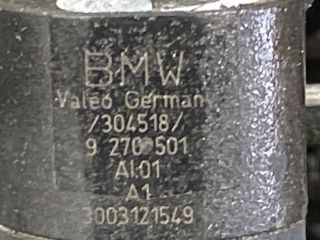 BMW
Valeo German
/304518/
9 270 501
AI01
A1
3003121549